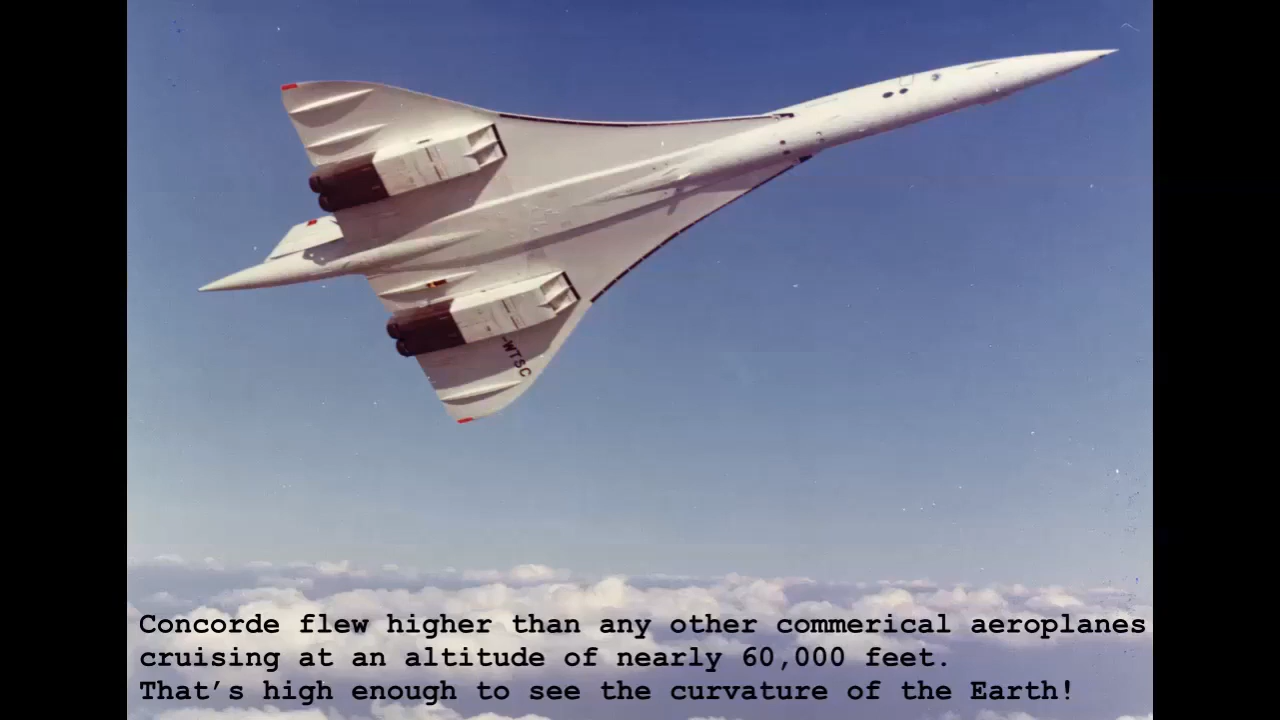 -WTSC
Concorde flew higher than any other commerical aeroplanes
cruising at an altitude of nearly 60,000 feet.
That’s high enough to see the curvature of the Earth!